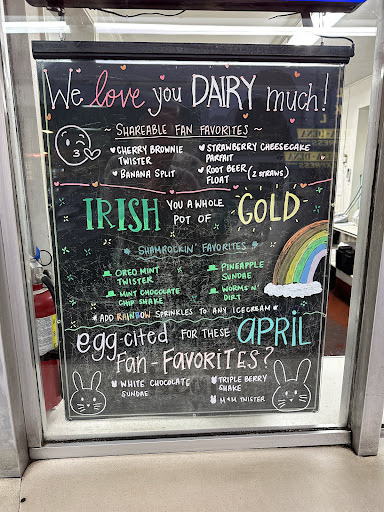 We love you DAIRY much!
~ SHAREABLE FAN FAVORITES ~
CHERRY BROWNIE TWISTER
BANANA SPLIT
STRAWBERRY CHEESECAKE PARFAIT
ROOT BEER FLOAT (2 STRAWS)
IRISH YOU A WHOLE POT OF GOLD
SHAMROCKIN' FAVORITES
OREO MINT TWISTER
MINT CHOCOLATE CHIP SHAKE
PINEAPPLE SUNDAE
WORMS N' DIRT
* ADD RAINBOW SPRINKLES TO ANY ICECREAM *
egg-cited FOR THESE APRIL
Fan-FAVORITES?
WHITE CHOCOLATE SUNDAE
TRIPLE BERRY SHAKE
M+M TWISTER